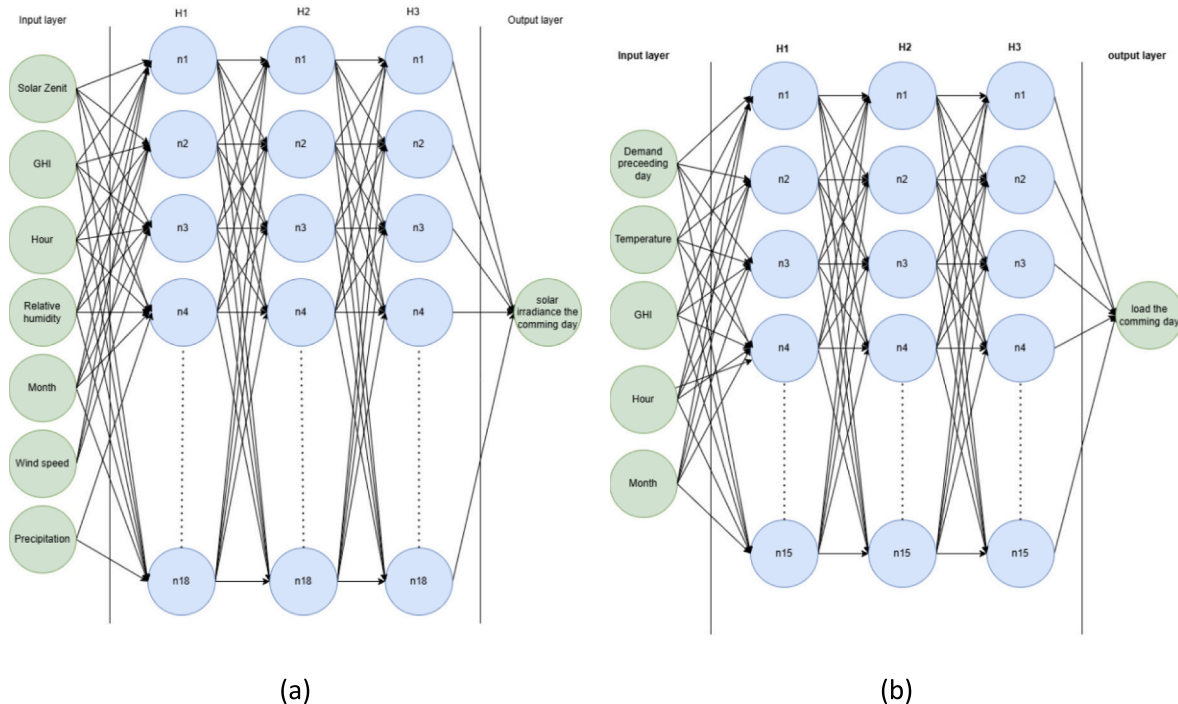 Input layer
H1
H2
H3
Output layer
Solar Zenit
GHI
Hour
Relative
humidity
Month
Wind speed
Precipitation
n1
n2
n3
n4
n18
n1
n2
n3
n4
n18
n1
n2
n3
n4
n18
solar
irradiance the
comming day
(a)
Input layer
H1
H2
H3
output layer
Demand
preceeding
day
Temperature
GHI
Hour
Month
n1
n2
n3
n4
n15
n1
n2
n3
n4
n15
n1
n2
n3
n4
n15
load the
comming day
(b)